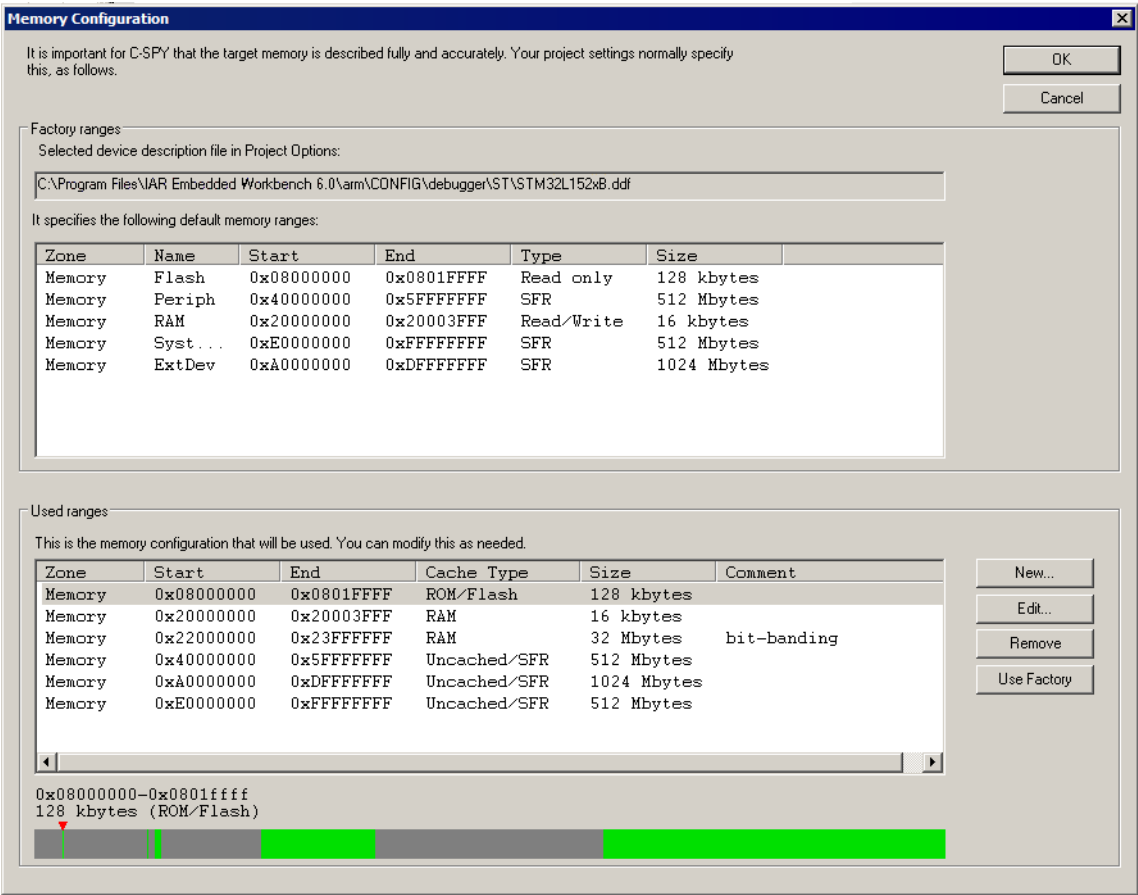 Memory Configuration
It is important for C-SPY that the target memory is described fully and accurately. Your project settings normally specify
this, as follows.
OK
Cancel
Factory ranges
Selected device description file in Project Options:
C:\Program Files\IAR Embedded Workbench 6.0\arm\CONFIG\debugger\ST\STM32L152xB.ddf
It specifies the following default memory ranges:
Zone Name Start End Type Size
Memory Flash 0x08000000 0x0801FFFF Read only 128 kbytes
Memory Periph 0x40000000 0x5FFFFFFF SFR 512 Mbytes
Memory RAM 0x20000000 0x20003FFF Read/Write 16 kbytes
Memory Syst... 0xE0000000 0xFFFFFFFF SFR 512 Mbytes
Memory ExtDev 0xA0000000 0xDFFFFFFF SFR 1024 Mbytes
Used ranges
This is the memory configuration that will be used. You can modify this as needed.
Zone Start End Cache Type Size Comment
Memory 0x08000000 0x0801FFFF ROM/Flash 128 kbytes
Memory 0x20000000 0x20003FFF RAM 16 kbytes
Memory 0x22000000 0x23FFFFFF RAM 32 Mbytes bit-banding
Memory 0x40000000 0x5FFFFFFF Uncached/SFR 512 Mbytes
Memory 0xA0000000 0xDFFFFFFF Uncached/SFR 1024 Mbytes
Memory 0xE0000000 0xFFFFFFFF Uncached/SFR 512 Mbytes
New...
Edit...
Remove
Use Factory
0x08000000-0x0801ffff
128 kbytes (ROM/Flash)